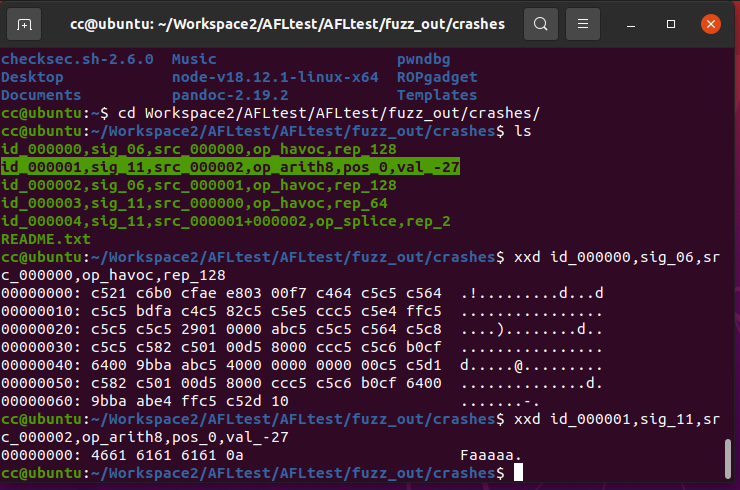 cc@ubuntu: ~/Workspace2/AFLtest/AFLtest/fuzz_out/crashes
checksec.sh-2.6.0  Music                       pwndbg
Desktop            node-v18.12.1-linux-x64  ROPgadget
Documents          pandoc-2.19.2            Templates
cc@ubuntu:~$ cd Workspace2/AFLtest/AFLtest/fuzz_out/crashes/
cc@ubuntu:~/Workspace2/AFLtest/AFLtest/fuzz_out/crashes$ ls
id_000000,sig_06,src_000000,op_havoc,rep_128
id_000001,sig_11,src_000002,op_arith8,pos_0,val_-27
id_000002,sig_06,src_000001,op_havoc,rep_128
id_000003,sig_11,src_000000,op_havoc,rep_64
id_000004,sig_11,src_000001+000002,op_splice,rep_2
README.txt
cc@ubuntu:~/Workspace2/AFLtest/AFLtest/fuzz_out/crashes$ xxd id_000000,sig_06,sr
c_000000,op_havoc,rep_128
00000000: c521 c6b0 cfae e803 00f7 c464 c5c5 c564  .!.........d...d
00000010: c5c5 bdfa c4c5 82c5 c5e5 ccc5 c5e4 ffc5  ................
00000020: c5c5 c5c5 2901 0000 abc5 c5c5 c564 c5c8  ....)........d..
00000030: c5c5 c582 c501 00d5 8000 ccc5 c5c6 b0cf  ................
00000040: 6400 9bba abc5 4000 0000 0000 c5c5 c5d1  d.....@.........
00000050: c582 c501 00d5 8000 ccc5 c5c6 b0cf 6400  ..............d.
00000060: 9bba abe4 ffc5 c52d 10                   .......-.
cc@ubuntu:~/Workspace2/AFLtest/AFLtest/fuzz_out/crashes$ xxd id_000001,sig_11,sr
c_000002,op_arith8,pos_0,val_-27
00000000: 4661 6161 6161 0a                        Faaaaa.
cc@ubuntu:~/Workspace2/AFLtest/AFLtest/fuzz_out/crashes$